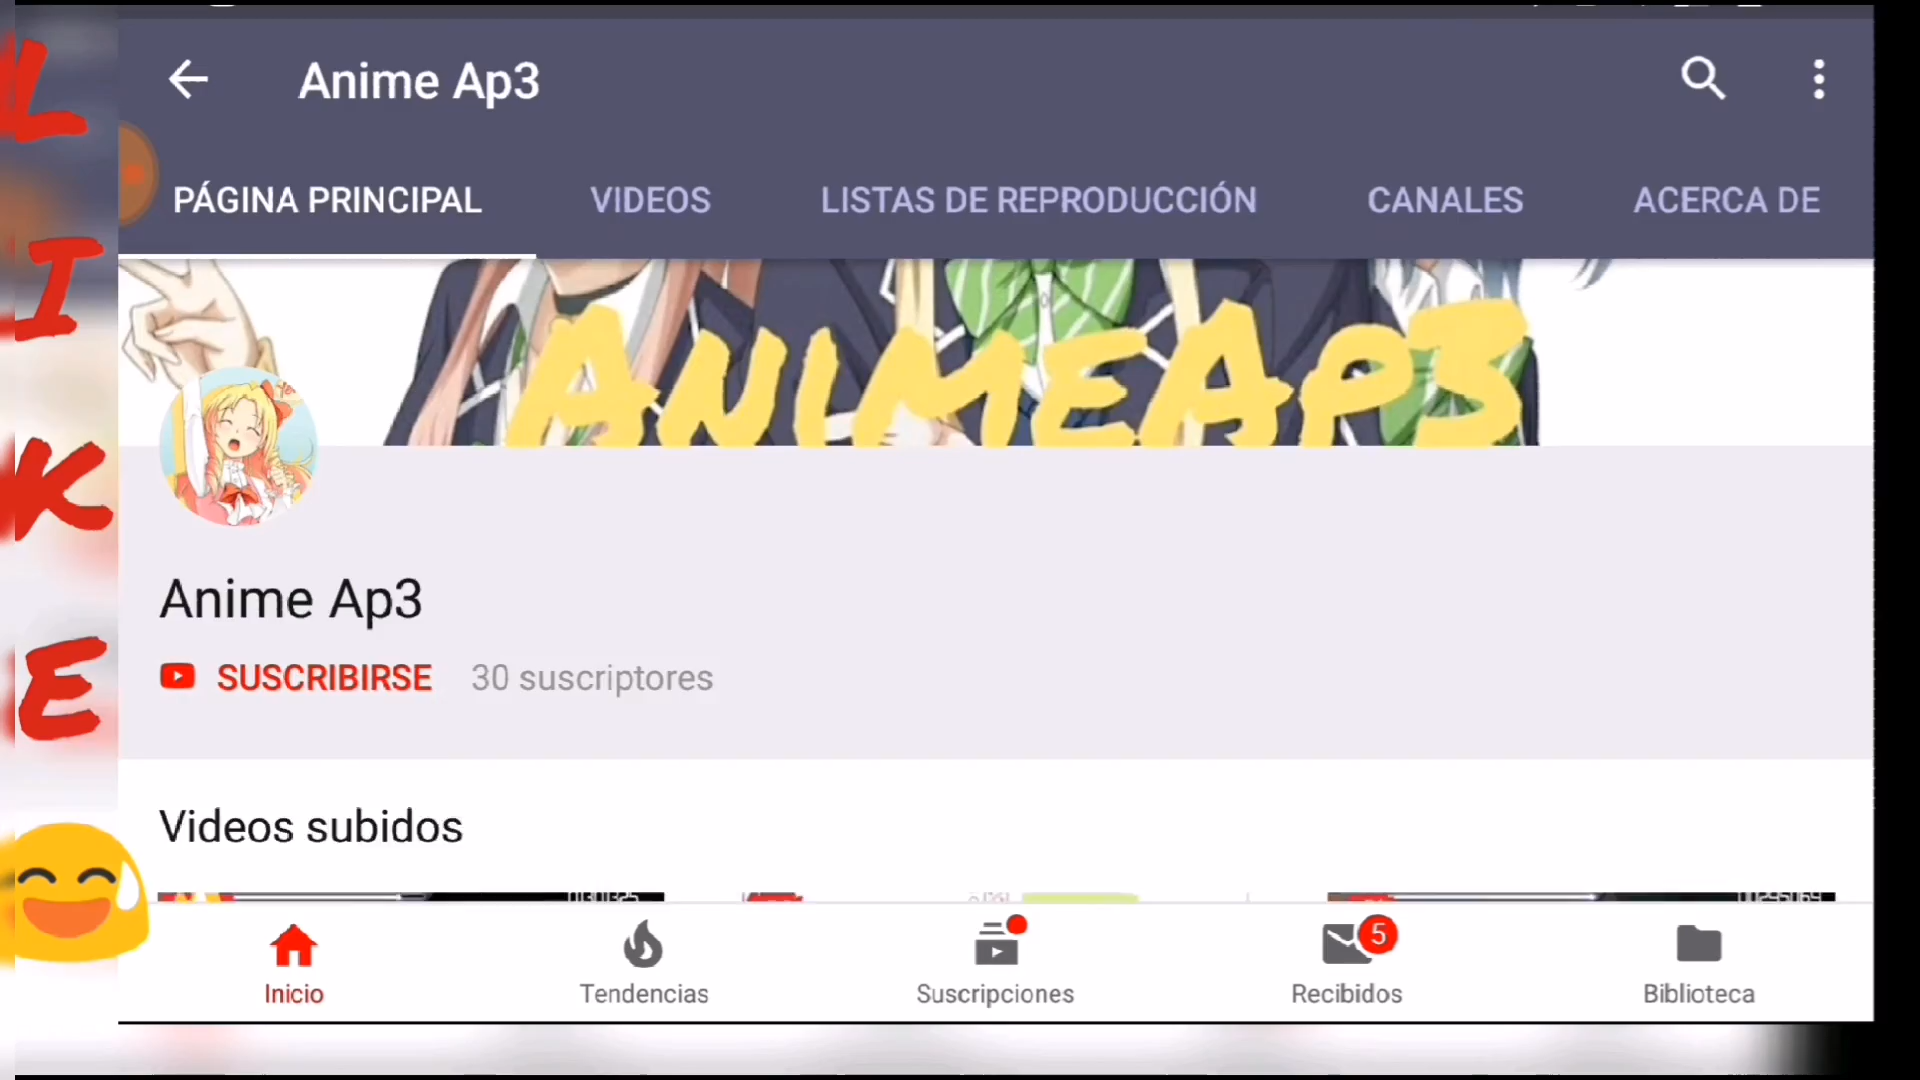 Anime Ap3
PÁGINA PRINCIPAL VIDEOS LISTAS DE REPRODUCCIÓN CANALES ACERCA DE
AnimeAp3
Anime Ap3
SUSCRIBIRSE 30 suscriptores
Videos subidos
5
Inicio Tendencias Suscripciones Recibidos Biblioteca
LIKE